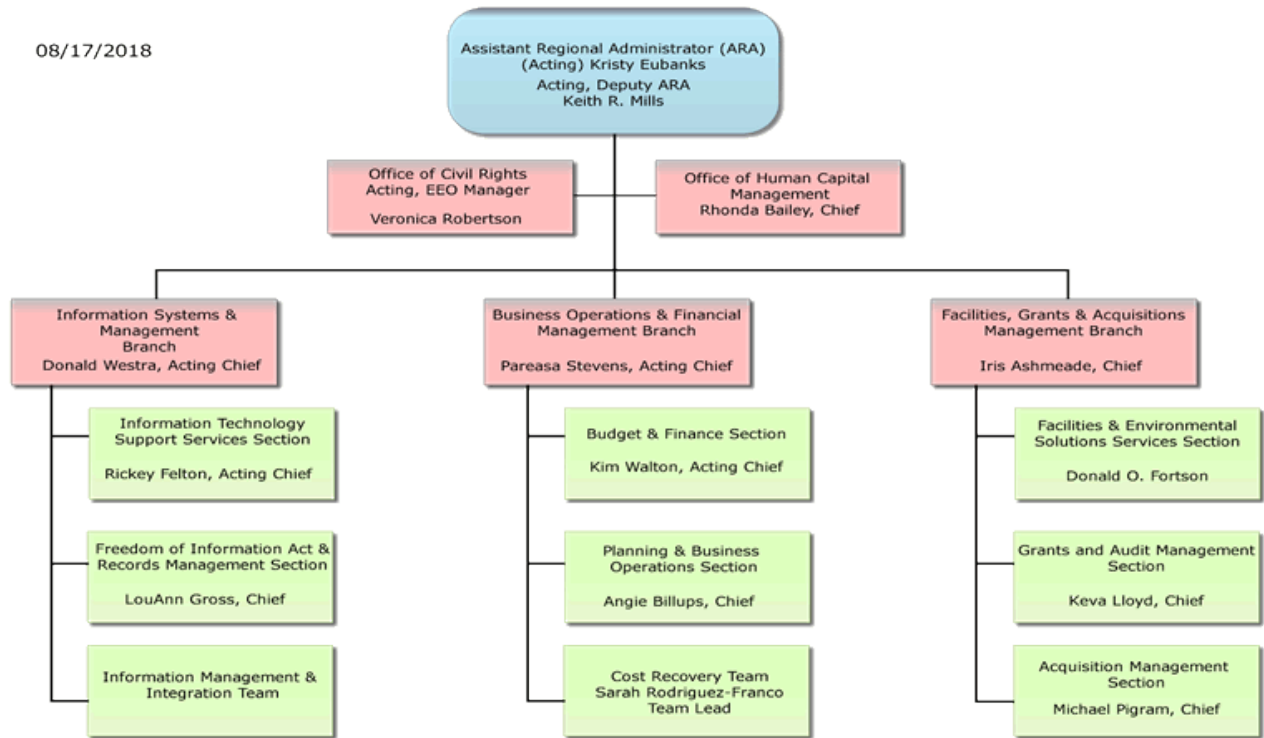 08/17/2018
Assistant Regional Administrator (ARA)
(Acting) Kristy Eubanks
Acting, Deputy ARA
Keith R. Mills
Office of Civil Rights
Acting, EEO Manager
Veronica Robertson
Office of Human Capital
Management
Rhonda Bailey, Chief
Information Systems &
Management
Branch
Donald Westra, Acting Chief
Business Operations & Financial
Management Branch
Pareasa Stevens, Acting Chief
Facilities, Grants & Acquisitions
Management Branch
Iris Ashmeade, Chief
Information Technology
Support Services Section
Rickey Felton, Acting Chief
Budget & Finance Section
Kim Walton, Acting Chief
Facilities & Environmental
Solutions Services Section
Donald O. Fortson
Freedom of Information Act &
Records Management Section
LouAnn Gross, Chief
Planning & Business
Operations Section
Angie Billups, Chief
Grants and Audit Management
Section
Keva Lloyd, Chief
Information Management &
Integration Team
Cost Recovery Team
Sarah Rodriguez-Franco
Team Lead
Acquisition Management
Section
Michael Pigram, Chief